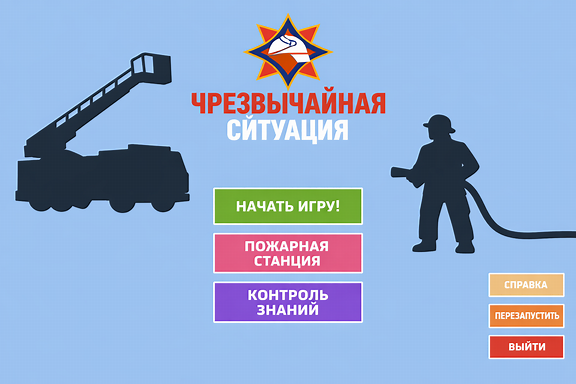 ЧРЕЗВЫЧАЙНАЯ
СИТУАЦИЯ
НАЧАТЬ ИГРУ!
ПОЖАРНАЯ
СТАНЦИЯ
КОНТРОЛЬ
ЗНАНИЙ
СПРАВКА
ПЕРЕЗАПУСТИТЬ
ВЫЙТИ